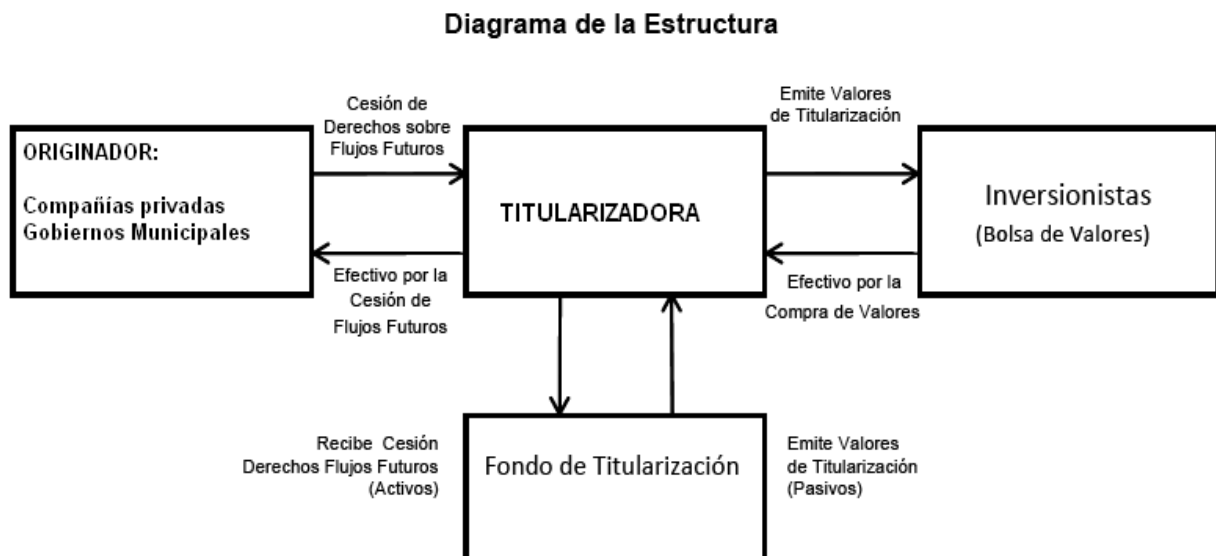 Diagrama de la Estructura
ORIGINADOR:
Compañías privadas
Gobiernos Municipales
Cesión de
Derechos sobre
Flujos Futuros
Efectivo por la
Cesión de
Flujos Futuros
TITULARIZADORA
Emite Valores
de Titularización
Efectivo por la
Compra de Valores
Inversionistas
(Bolsa de Valores)
Recibe Cesión
Derechos Flujos Futuros
(Activos)
Fondo de Titularización
Emite Valores
de Titularización
(Pasivos)